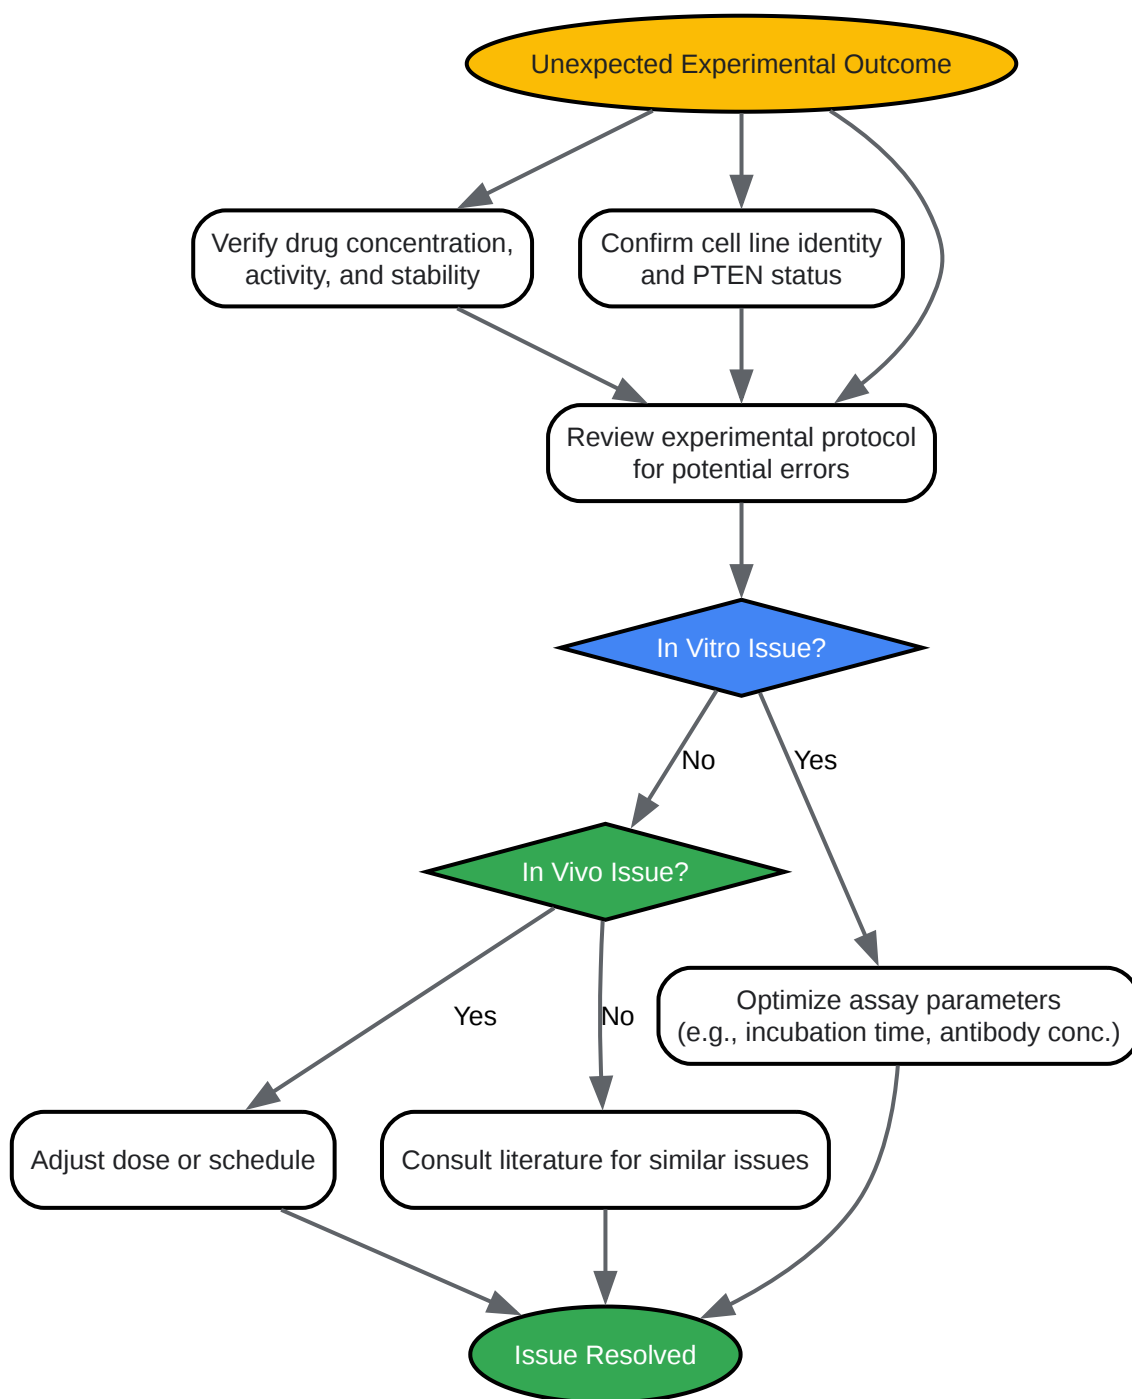 Unexpected Experimental Outcome
Verify drug concentration,
activity, and stability
Confirm cell line identity
and PTEN status
Review experimental protocol
for potential errors
In Vitro Issue?
No
Yes
In Vivo Issue?
Optimize assay parameters
(e.g., incubation time, antibody conc.)
Yes
No
Adjust dose or schedule
Consult literature for similar issues
Issue Resolved